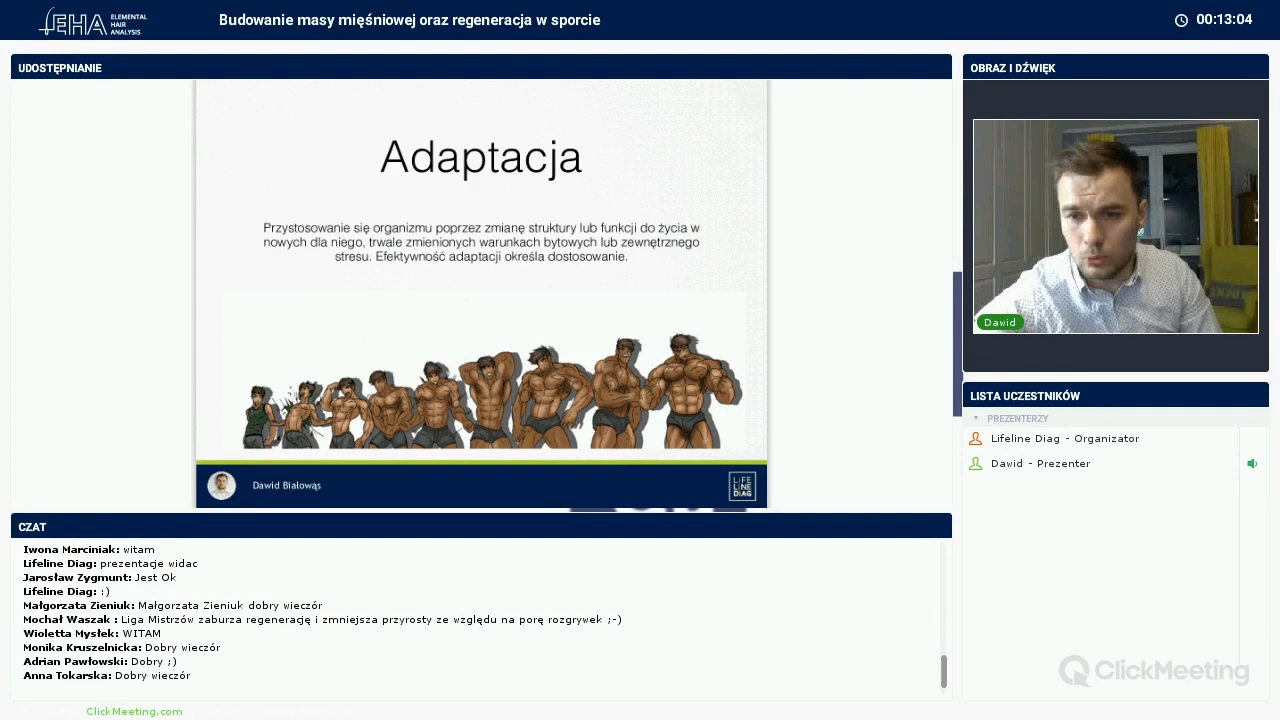 EHA ELEMENTAL
HAIR
ANALYSIS
Budowanie masy mięśniowej oraz regeneracja w sporcie
00:13:04
UDOSTĘPNIANIE
Adaptacja
Przystosowanie się organizmu poprzez zmianę struktury lub funkcji do życia w
nowych dla niego, trwale zmienionych warunkach bytowych lub zewnętrznego
stresu. Efektywność adaptacji określa dostosowanie.
Dawid Białowąs
LIFE
LINE
DIAG
OBRAZ I DŹWIĘK
Dawid
LISTA UCZESTNIKÓW
PREZENTERZY
Lifeline Diag - Organizator
Dawid - Prezenter
CZAT
Iwona Marciniak: witam
Lifeline Diag: prezentacje widac
Jarosław Zygmunt: Jest Ok
Lifeline Diag: :)
Małgorzata Zieniuk: Małgorzata Zieniuk dobry wieczór
Mochał Waszak : Liga Mistrzów zaburza regenerację i zmniejsza przyrosty ze względu na porę rozgrywek ;-)
Wioletta Mysłek: WITAM
Monika Kruszelnicka: Dobry wieczór
Adrian Pawłowski: Dobry ;)
Anna Tokarska: Dobry wieczór
ClickMeeting
ClickMeeting.com